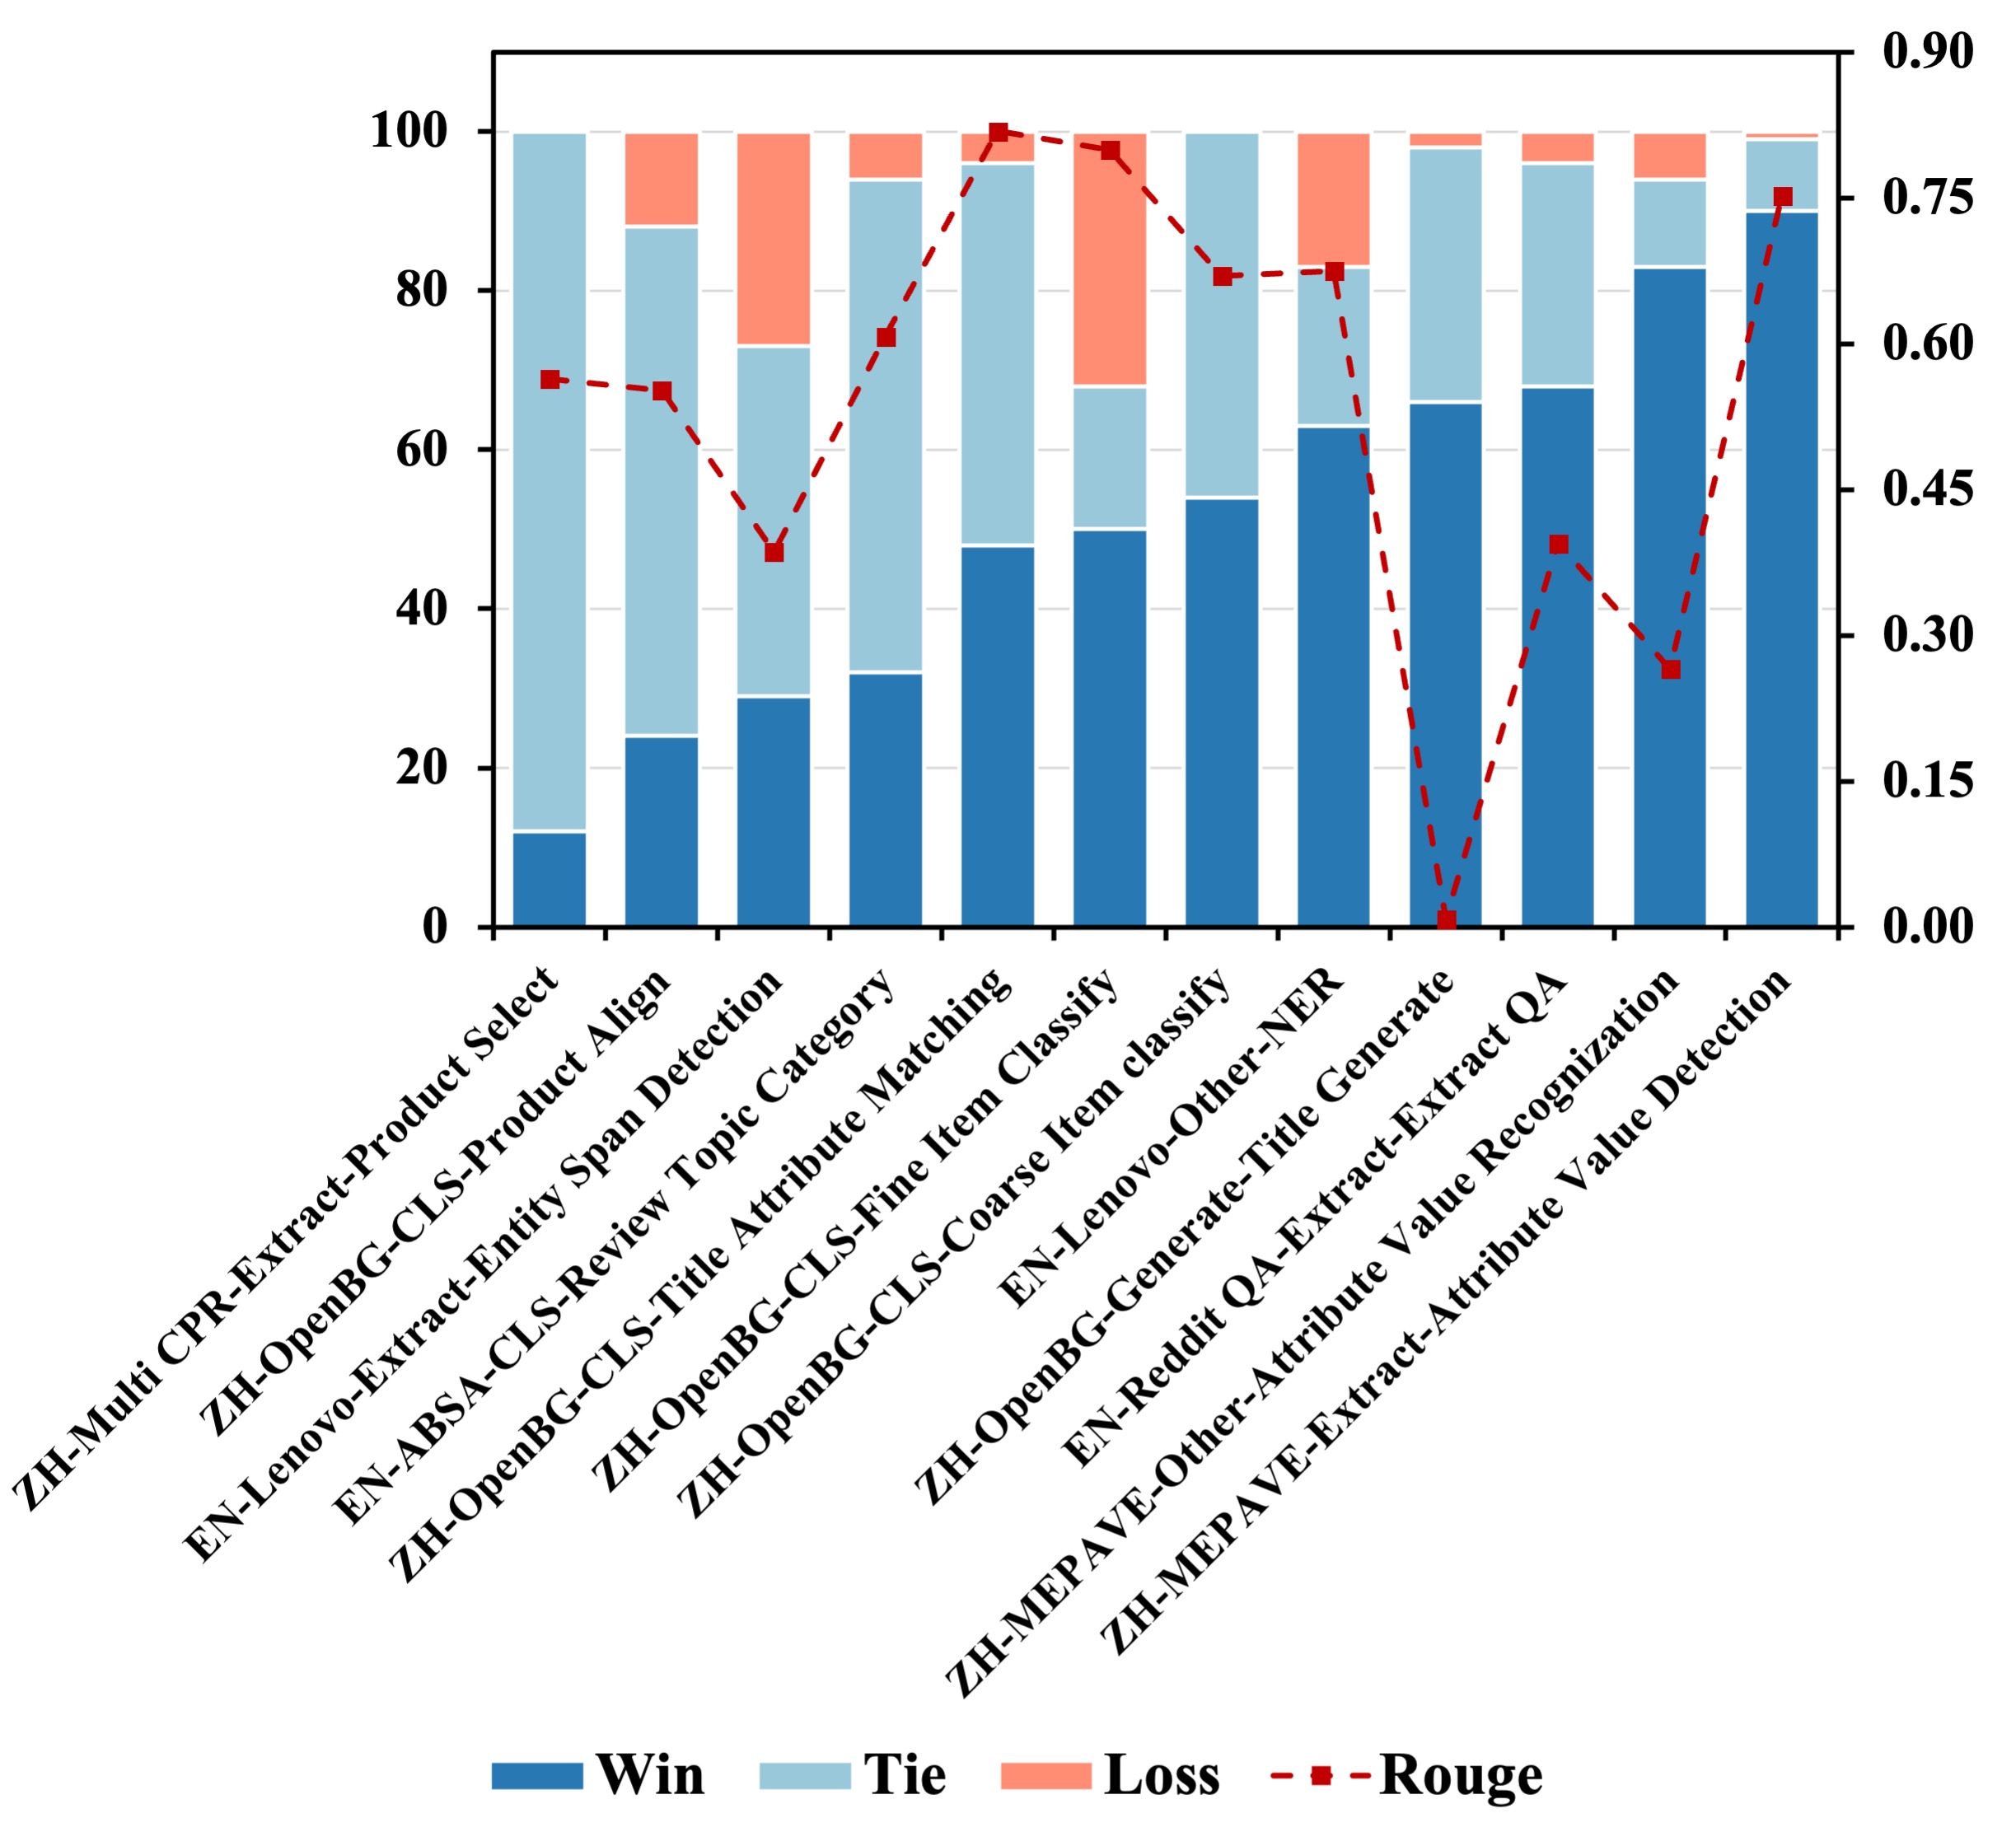 100
80
60
40
20
0
0.90
0.75
0.60
0.45
0.30
0.15
0.00
ZH-Multi CPR-Extract-Product Select
ZH-OpenBG-CLS-Product Align
EN-Lenovo-Extract-Entity Span Detection
EN-ABSA-CLS-Review Topic Category
ZH-OpenBG-CLS-Title Attribute Matching
ZH-OpenBG-CLS-Fine Item Classify
ZH-OpenBG-CLS-Coarse Item classify
EN-Lenovo-Other-NER
ZH-OpenBG-Generate-Title Generate
EN-Reddit QA-Extract-Extract QA
ZH-MEPAVE-Other-Attribute Value Recognization
ZH-MEPAVE-Extract-Attribute Value Detection
Win Tie Loss Rouge